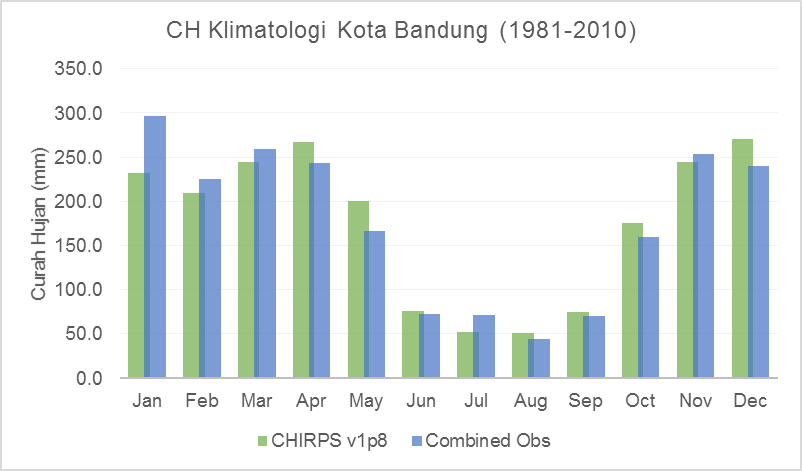 CH Klimatologi Kota Bandung (1981-2010)
Curah Hujan (mm)
350.0
300.0
250.0
200.0
150.0
100.0
50.0
0.0
Jan Feb Mar Apr May Jun Jul Aug Sep Oct Nov Dec
CHIRPS v1p8 Combined Obs